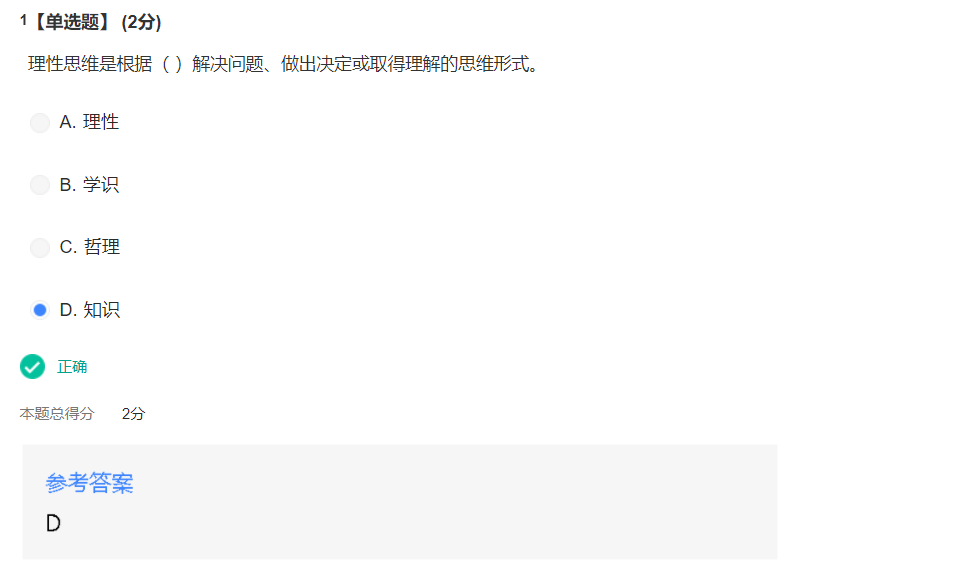 1【单选题】 (2分)
理性思维是根据（ ）解决问题、做出决定或取得理解的思维形式。
A. 理性
B. 学识
C. 哲理
D. 知识
正确
本题总得分 2分
参考答案
D